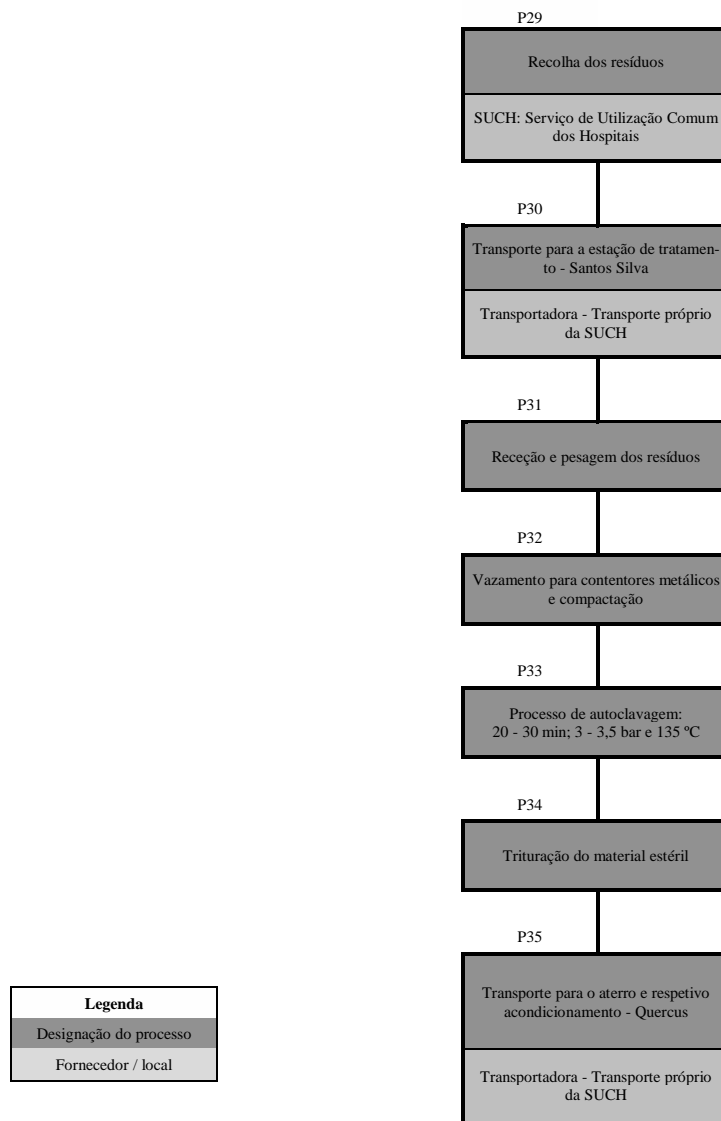 P29
Recolha dos resíduos
SUCH: Serviço de Utilização Comum
dos Hospitais
P30
Transporte para a estação de tratamen-
to - Santos Silva
Transportadora - Transporte próprio
da SUCH
P31
Receção e pesagem dos resíduos
P32
Vazamento para contentores metálicos
e compactação
P33
Processo de autoclavagem:
20 - 30 min; 3 - 3,5 bar e 135 ºC
P34
Trituração do material estéril
P35
Transporte para o aterro e respetivo
acondicionamento - Quercus
Transportadora - Transporte próprio
da SUCH
Legenda
Designação do processo
Fornecedor / local